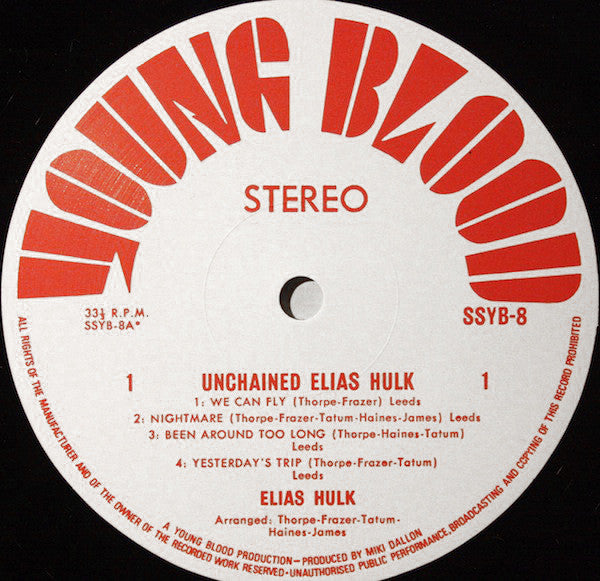 YOUNG BLOOD
STEREO
33⅓ R.P.M.
SSYB-8A*
SSYB-8
1 UNCHAINED ELIAS HULK 1
1: WE CAN FLY (Thorpe-Frazer) Leeds
2: NIGHTMARE (Thorpe-Frazer-Tatum-Haines-James) Leeds
3: BEEN AROUND TOO LONG (Thorpe-Haines-Tatum)
Leeds
4: YESTERDAY'S TRIP (Thorpe-Frazer-Tatum)
Leeds
ELIAS HULK
Arranged: Thorpe-Frazer-Tatum-
Haines-James
A YOUNG BLOOD PRODUCTION—PRODUCED BY MIKI DALLON
ALL RIGHTS OF THE MANUFACTURER AND OF THE OWNER OF THE RECORDED WORK RESERVED-UNAUTHORISED PUBLIC PERFORMANCE, BROADCASTING AND COPYING OF THIS RECORD PROHIBITED